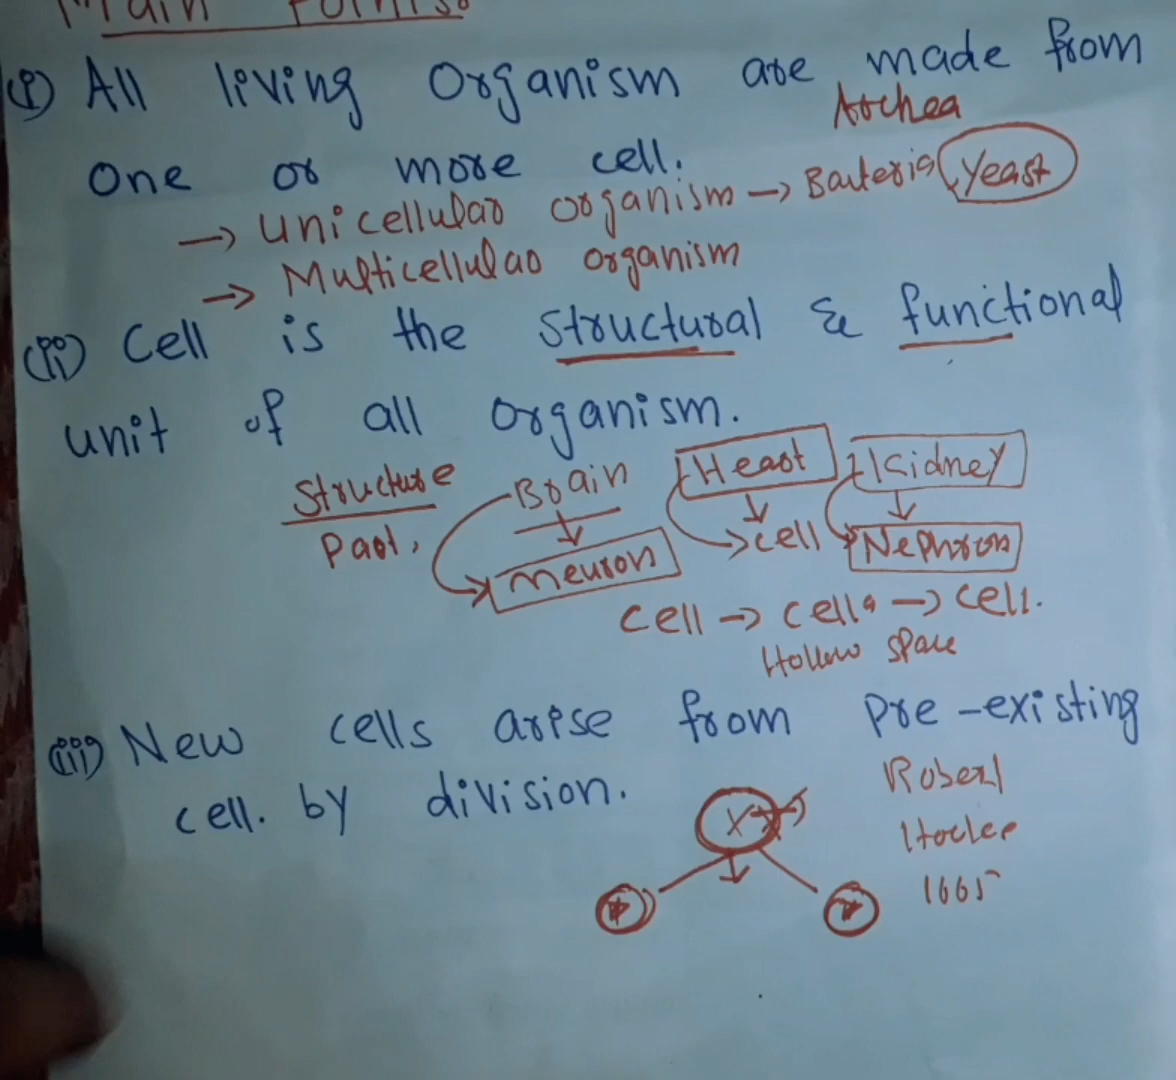 Main Points:
(i) All living Organism are made from
Archea
one or more cell.
→ Unicellular organism → Bacteria, Yeast
→ Multicellular organism
(ii) Cell is the structural & functional
unit of all organism.
Structure Brain Heart Kidney
Part, neuron cell Nephron
Cell → cella → cell.
Hollow space
(iii) New cells arise from pre-existing
cell. by division.
Robert
Hooke
1665